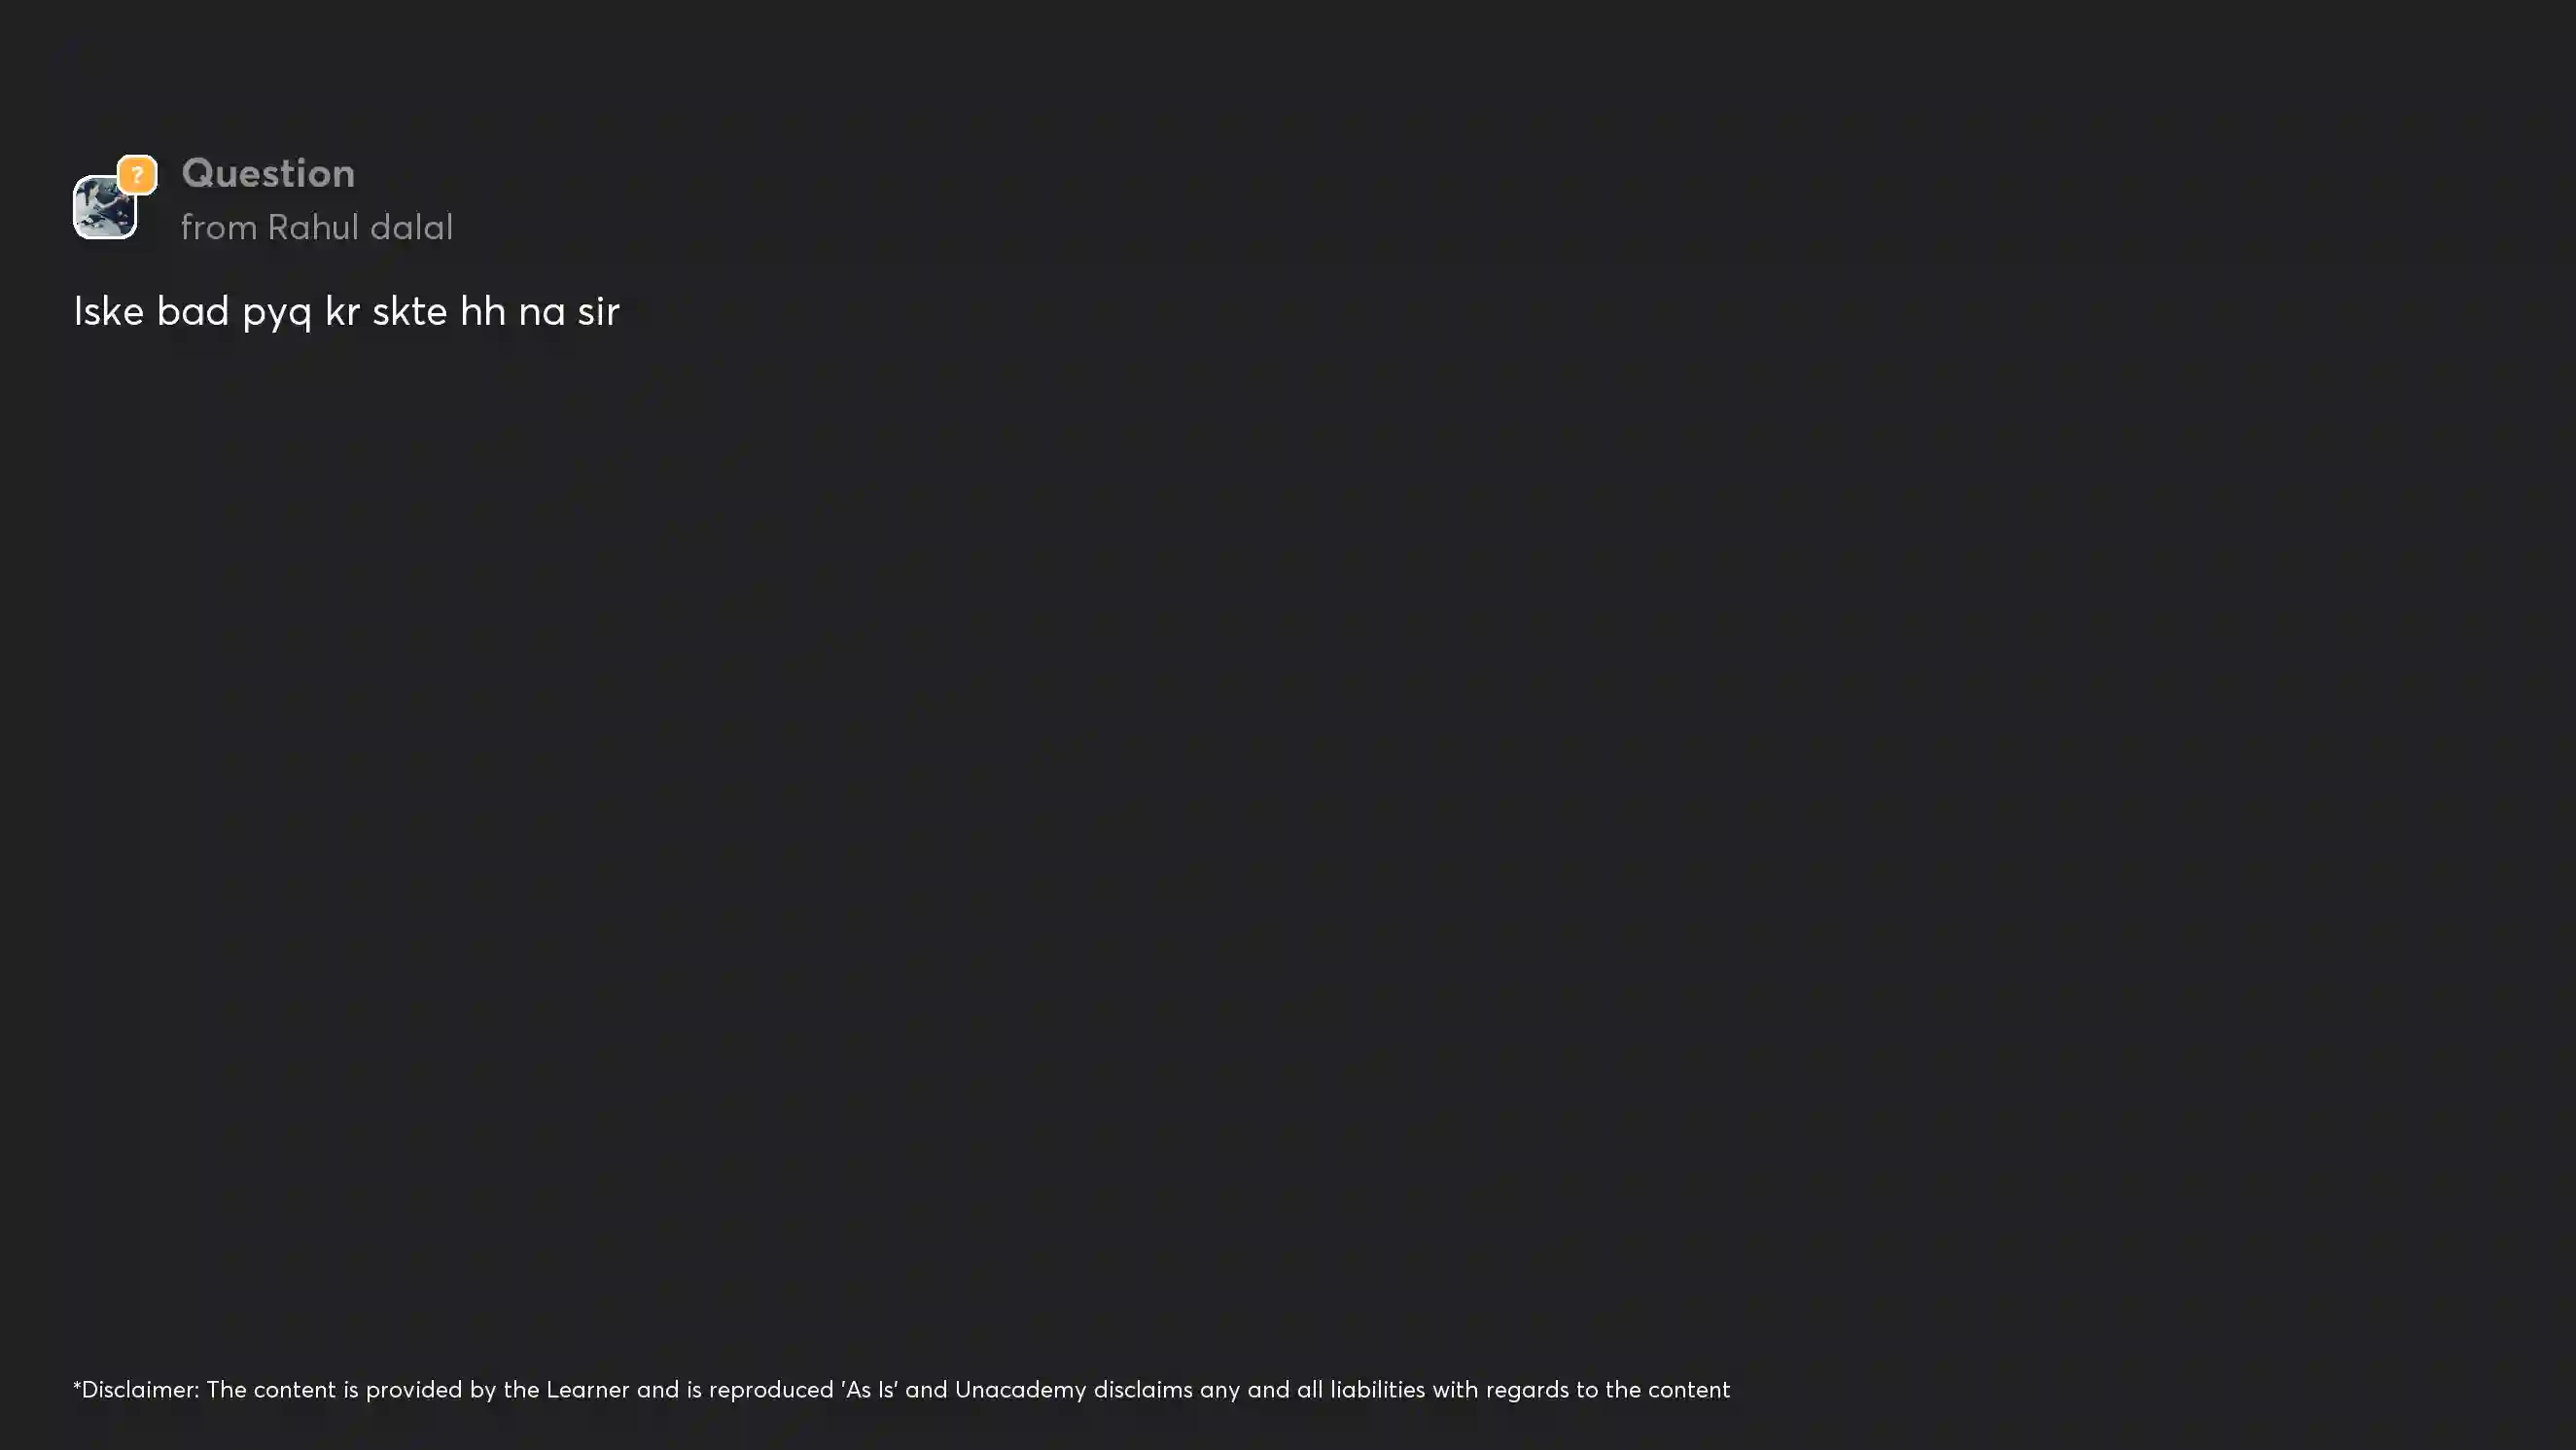 ?
Question
from Rahul dalal
Iske bad pyq kr skte hh na sir
*Disclaimer: The content is provided by the Learner and is reproduced 'As Is' and Unacademy disclaims any and all liabilities with regards to the content